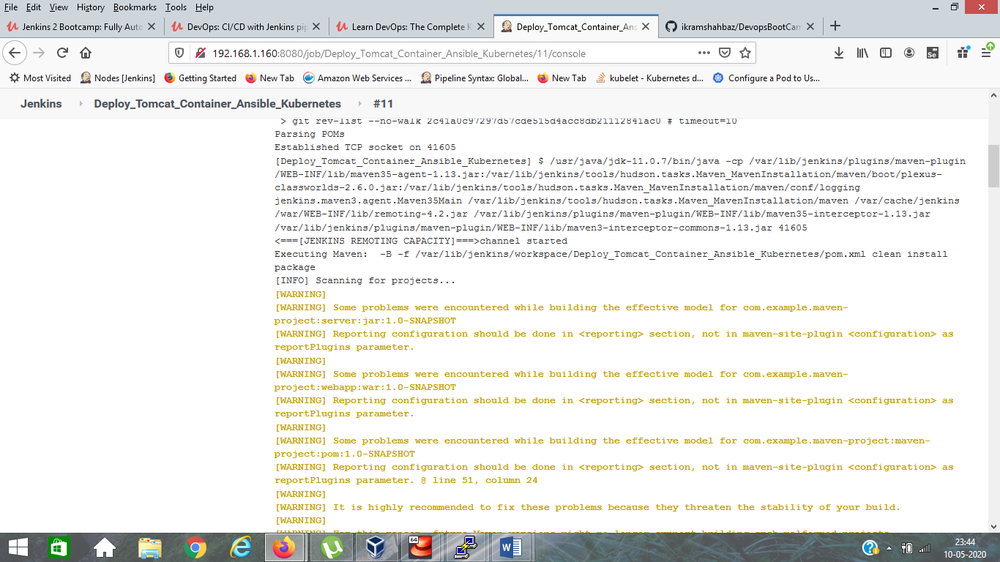 File Edit View History Bookmarks Tools Help
Jenkins 2 Bootcamp: Fully Auto
DevOps: CI/CD with Jenkins pip
Learn DevOps: The Complete K
Deploy_Tomcat_Container_Ans
ikramshahbaz/DevopsBootCam
192.168.1.160:8080/job/Deploy_Tomcat_Container_Ansible_Kubernetes/11/console
Se
Most Visited
Nodes [Jenkins]
Getting Started
New Tab
Amazon Web Services ...
Pipeline Syntax: Global...
New Tab
kubelet - Kubernetes d...
Configure a Pod to Us...
Jenkins
Deploy_Tomcat_Container_Ansible_Kubernetes
#11
> git rev-list --no-walk 2c41a0c97297d57cde515d4acc8db21112841ac0 # timeout=10
Parsing POMs
Established TCP socket on 41605
[Deploy_Tomcat_Container_Ansible_Kubernetes] $ /usr/java/jdk-11.0.7/bin/java -cp /var/lib/jenkins/plugins/maven-plugin
/WEB-INF/lib/maven35-agent-1.13.jar:/var/lib/jenkins/tools/hudson.tasks.Maven_MavenInstallation/maven/boot/plexus-
classworlds-2.6.0.jar:/var/lib/jenkins/tools/hudson.tasks.Maven_MavenInstallation/maven/conf/logging
jenkins.maven3.agent.Maven35Main /var/lib/jenkins/tools/hudson.tasks.Maven_MavenInstallation/maven /var/cache/jenkins
/war/WEB-INF/lib/remoting-4.2.jar /var/lib/jenkins/plugins/maven-plugin/WEB-INF/lib/maven35-interceptor-1.13.jar
/var/lib/jenkins/plugins/maven-plugin/WEB-INF/lib/maven3-interceptor-commons-1.13.jar 41605
<===[JENKINS REMOTING CAPACITY]===>channel started
Executing Maven:  -B -f /var/lib/jenkins/workspace/Deploy_Tomcat_Container_Ansible_Kubernetes/pom.xml clean install
package
[INFO] Scanning for projects...
[WARNING]
[WARNING] Some problems were encountered while building the effective model for com.example.maven-
project:server:jar:1.0-SNAPSHOT
[WARNING] Reporting configuration should be done in <reporting> section, not in maven-site-plugin <configuration> as
reportPlugins parameter.
[WARNING]
[WARNING] Some problems were encountered while building the effective model for com.example.maven-
project:webapp:war:1.0-SNAPSHOT
[WARNING] Reporting configuration should be done in <reporting> section, not in maven-site-plugin <configuration> as
reportPlugins parameter.
[WARNING]
[WARNING] Some problems were encountered while building the effective model for com.example.maven-project:maven-
project:pom:1.0-SNAPSHOT
[WARNING] Reporting configuration should be done in <reporting> section, not in maven-site-plugin <configuration> as
reportPlugins parameter. @ line 51, column 24
[WARNING]
[WARNING] It is highly recommended to fix these problems because they threaten the stability of your build.
[WARNING]
[WARNING] For this reason, future Maven versions might no longer support building such malformed projects.
64
23:44
10-05-2020